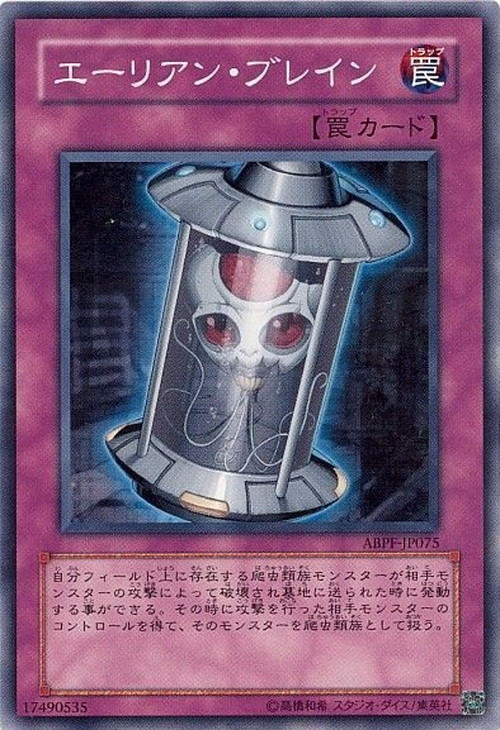 エーリアン・ブレイン
トラップ
罠
トラップ
【罠カード】
ABPF-JP075
自分フィールド上に存在する爬虫類族モンスターが相手モ
ンスターの攻撃によって破壊され墓地に送られた時に発動
する事ができる。その時に攻撃を行った相手モンスターの
コントロールを得て、そのモンスターを爬虫類族として扱う。
17490535
©高橋和希 スタジオ・ダイス/集英社